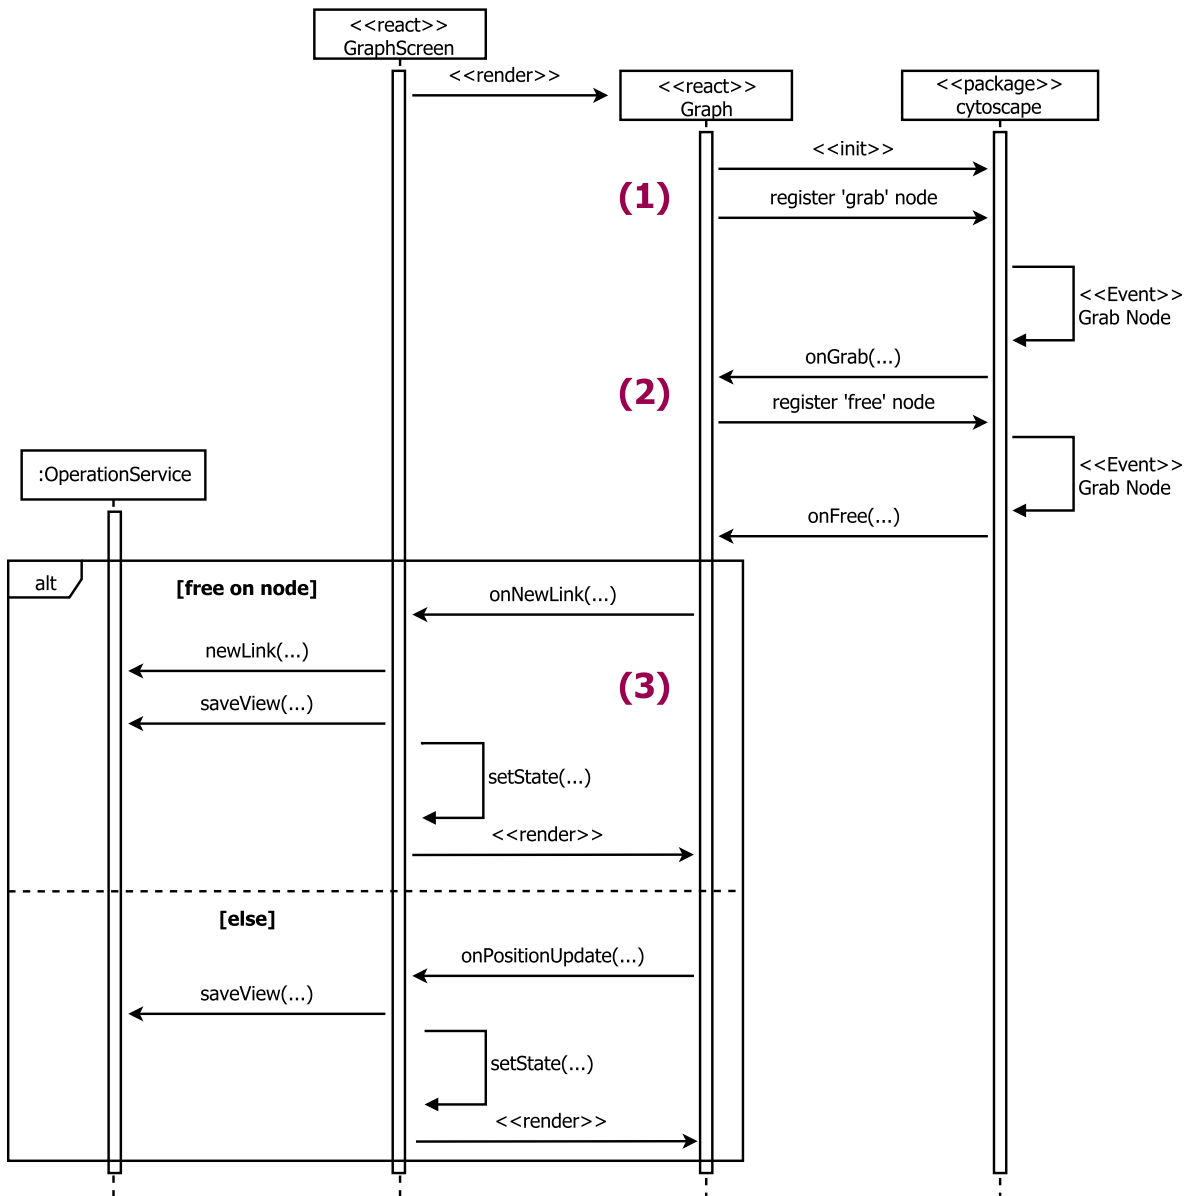 <<react>>
GraphScreen
<<render>>
<<react>>
Graph
<<package>>
cytoscape
<<init>>
(1)
register 'grab' node
<<Event>>
Grab Node
onGrab(...)
(2)
register 'free' node
<<Event>>
Grab Node
:OperationService
onFree(...)
alt
[free on node]
onNewLink(...)
newLink(...)
(3)
saveView(...)
setState(...)
<<render>>
[else]
onPositionUpdate(...)
saveView(...)
setState(...)
<<render>>